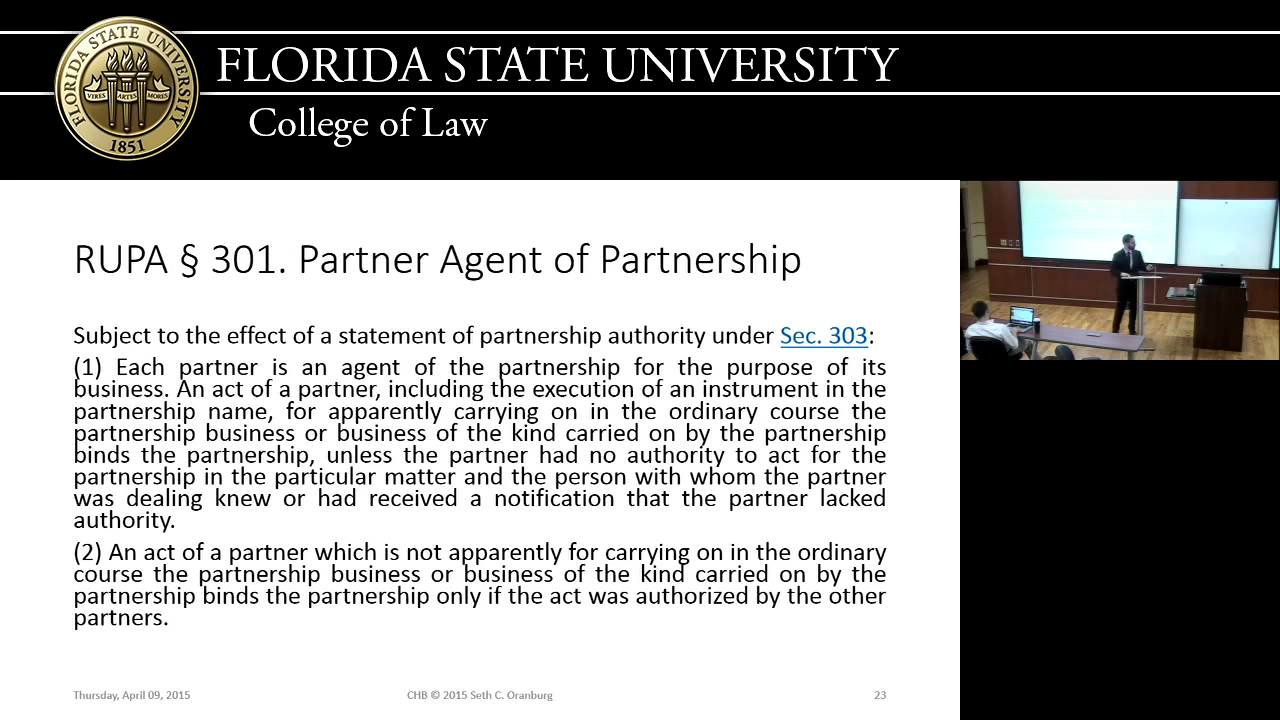 FLORIDA STATE UNIVERSITY
College of Law
FLORIDA STATE UNIVERSITY
VIRES ARTES MORES
1851
RUPA § 301. Partner Agent of Partnership
Subject to the effect of a statement of partnership authority under Sec. 303:
(1) Each partner is an agent of the partnership for the purpose of its
business. An act of a partner, including the execution of an instrument in the
partnership name, for apparently carrying on in the ordinary course the
partnership business or business of the kind carried on by the partnership
binds the partnership, unless the partner had no authority to act for the
partnership in the particular matter and the person with whom the partner
was dealing knew or had received a notification that the partner lacked
authority.
(2) An act of a partner which is not apparently for carrying on in the ordinary
course the partnership business or business of the kind carried on by the
partnership binds the partnership only if the act was authorized by the other
partners.
Thursday, April 09, 2015
CHB © 2015 Seth C. Oranburg
23